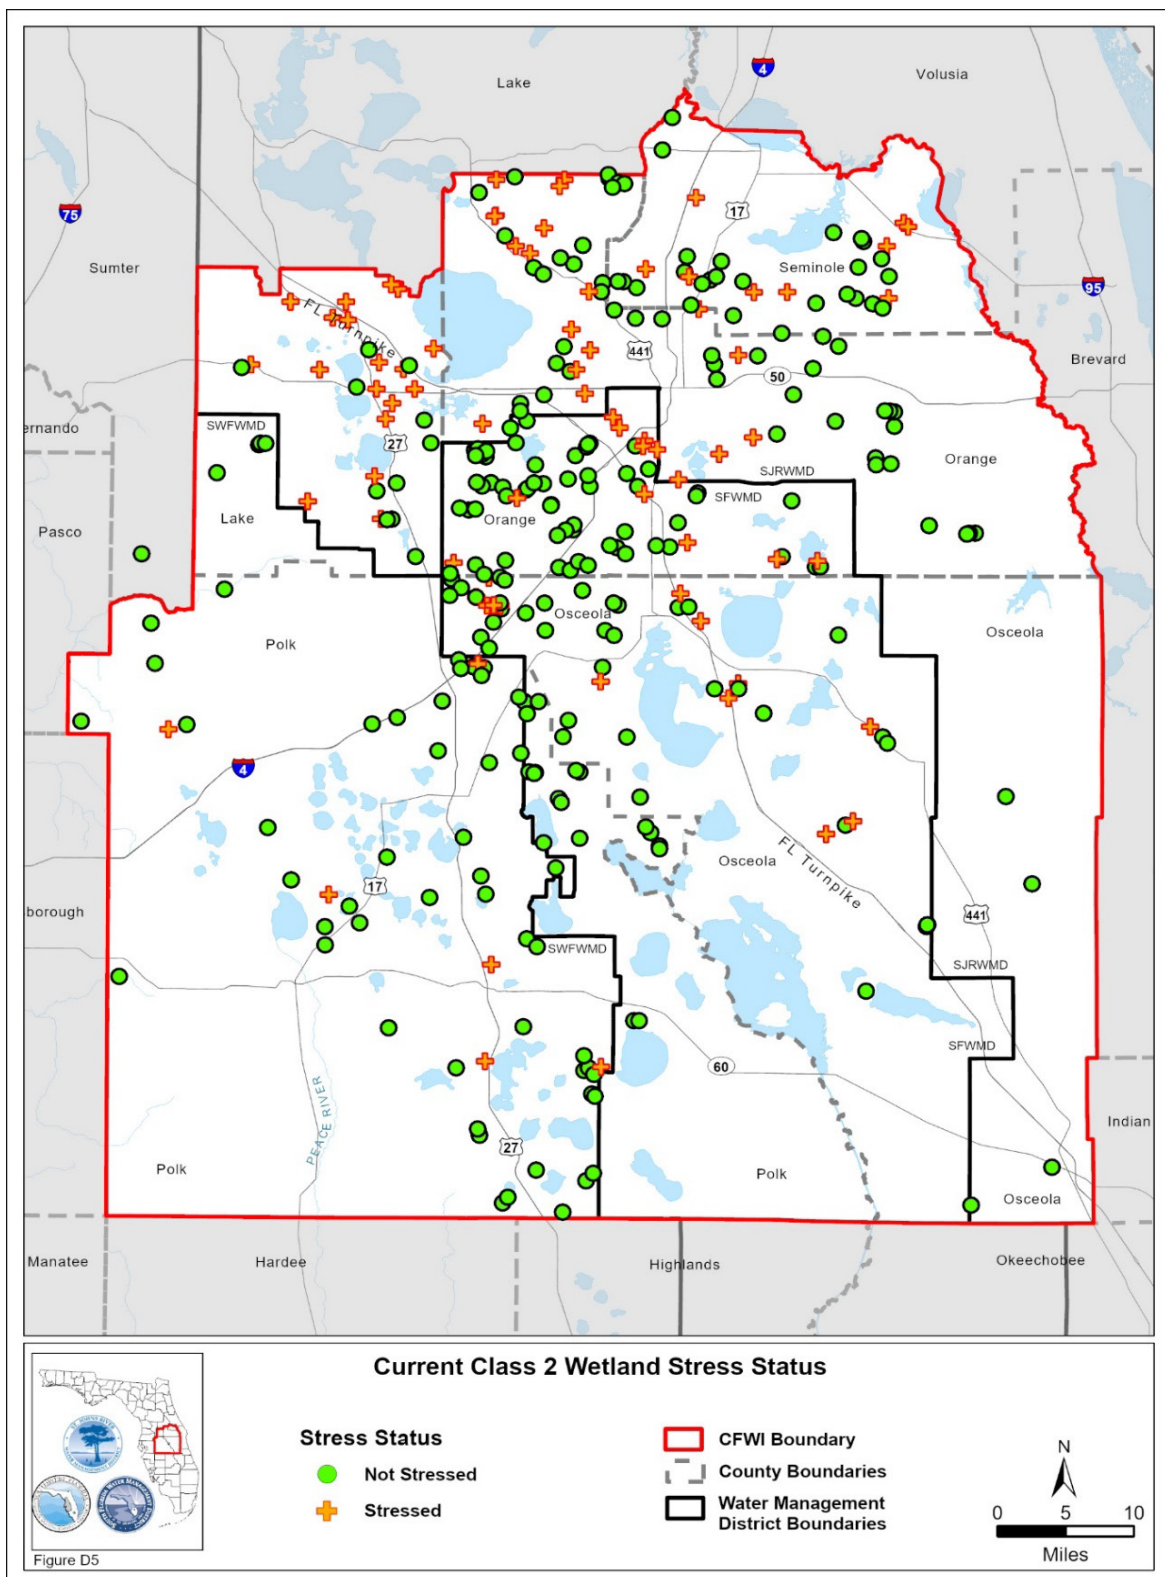 Lake
Volusia
4
75
17
Sumter
Seminole
95
FL Turnpike
441
Brevard
50
SWFWMD
ernando
27
Orange
SJRWMD
SFWMD
Lake
Orange
Pasco
Osceola
Osceola
Polk
4
Osceola
FL Turnpike
17
borough
441
SWFWMD
SJRWMD
SFWMD
60
PEACE RIVER
Indian
27
Polk
Polk
Osceola
Manatee
Hardee
Highlands
Okeechobee
Current Class 2 Wetland Stress Status
Stress Status
Not Stressed
Stressed
CFWI Boundary
County Boundaries
Water Management
District Boundaries
N
0 5 10
Miles
Figure D5